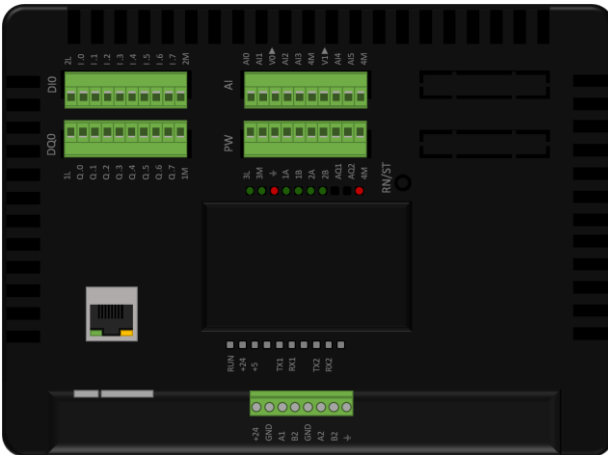 2L I.0 I.1 I.2 I.3 I.4 I.5 I.6 I.7 2M
DI0
AI0 AI1 V0▲ AI2 AI3 4M V1▲ AI4 AI5 4M
AI
DQ0
1L Q.0 Q.1 Q.2 Q.3 Q.4 Q.5 Q.6 Q.7 1M
PW
3L 3M ⏚ 1A 1B 2A 2B AQ1 AQ2 4M
RN/ST
RUN +24 +5 TX1 RX1 TX2 RX2
+24 GND A1 B2 GND A2 B2 ⏚